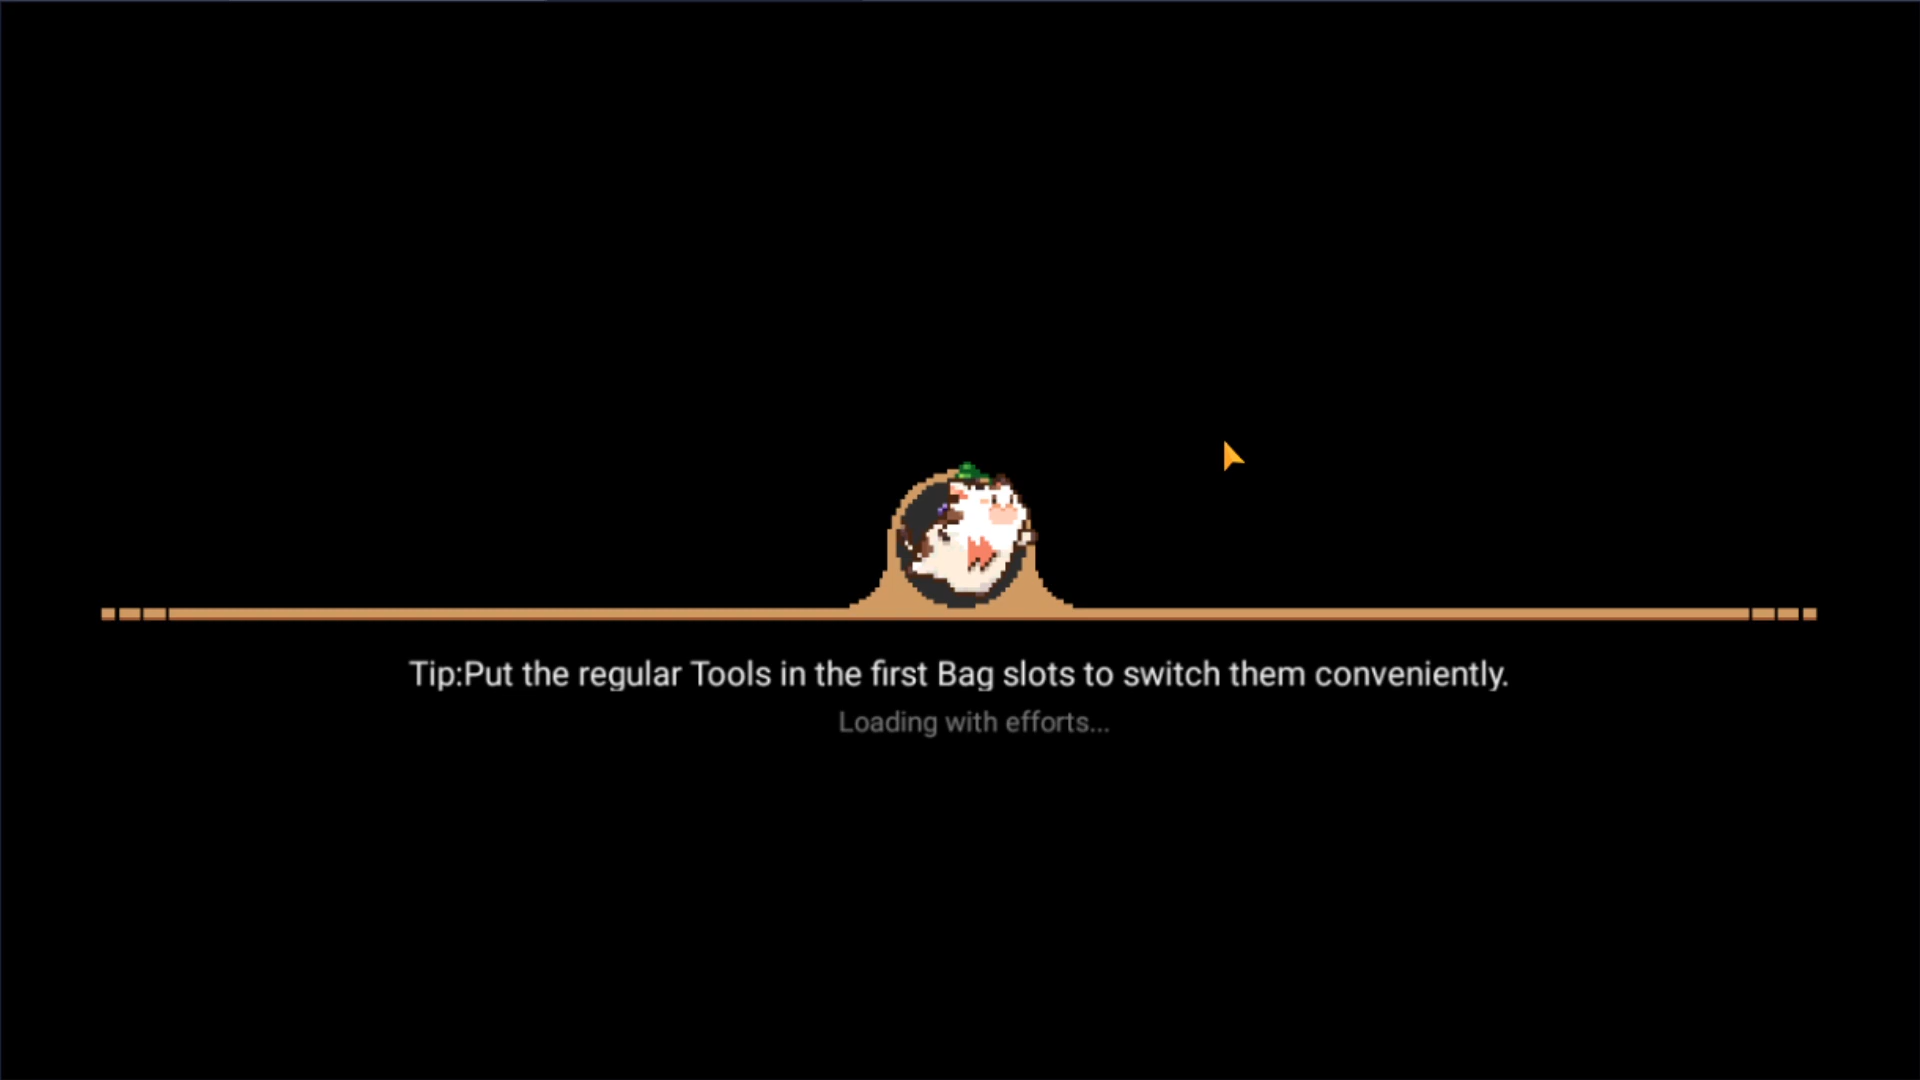 Tip:Put the regular Tools in the first Bag slots to switch them conveniently.
Loading with efforts...